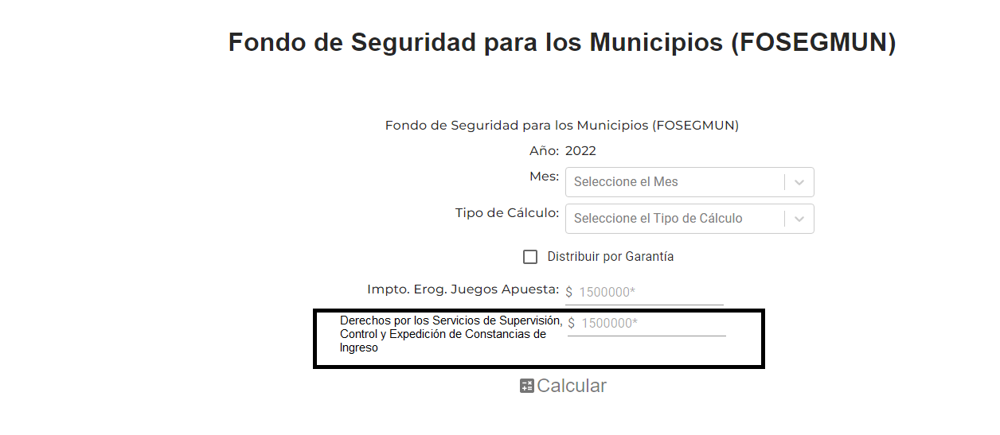 Fondo de Seguridad para los Municipios (FOSEGMUN)
Fondo de Seguridad para los Municipios (FOSEGMUN)
Año: 2022
Mes: Seleccione el Mes
Tipo de Cálculo: Seleccione el Tipo de Cálculo
Distribuir por Garantía
Impto. Erog. Juegos Apuesta: $ 1500000*
Derechos por los Servicios de Supervisión, $ 1500000*
Control y Expedición de Constancias de
Ingreso
Calcular